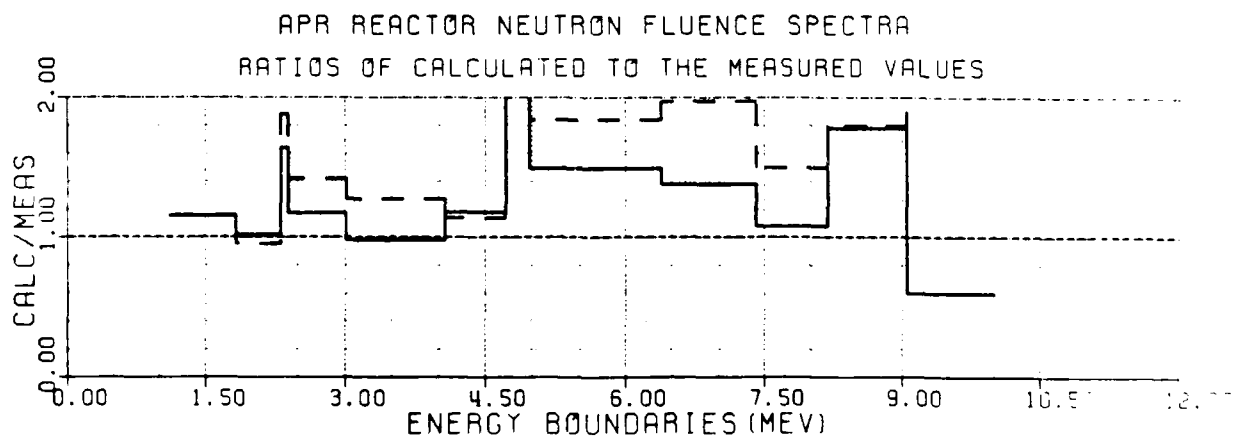 APR REACTOR NEUTRON FLUENCE SPECTRA
RATIOS OF CALCULATED TO THE MEASURED VALUES
2.00
1.00
0.00
CALC/MEAS
0.00 1.50 3.00 4.50 6.00 7.50 9.00
ENERGY BOUNDARIES (MEV)